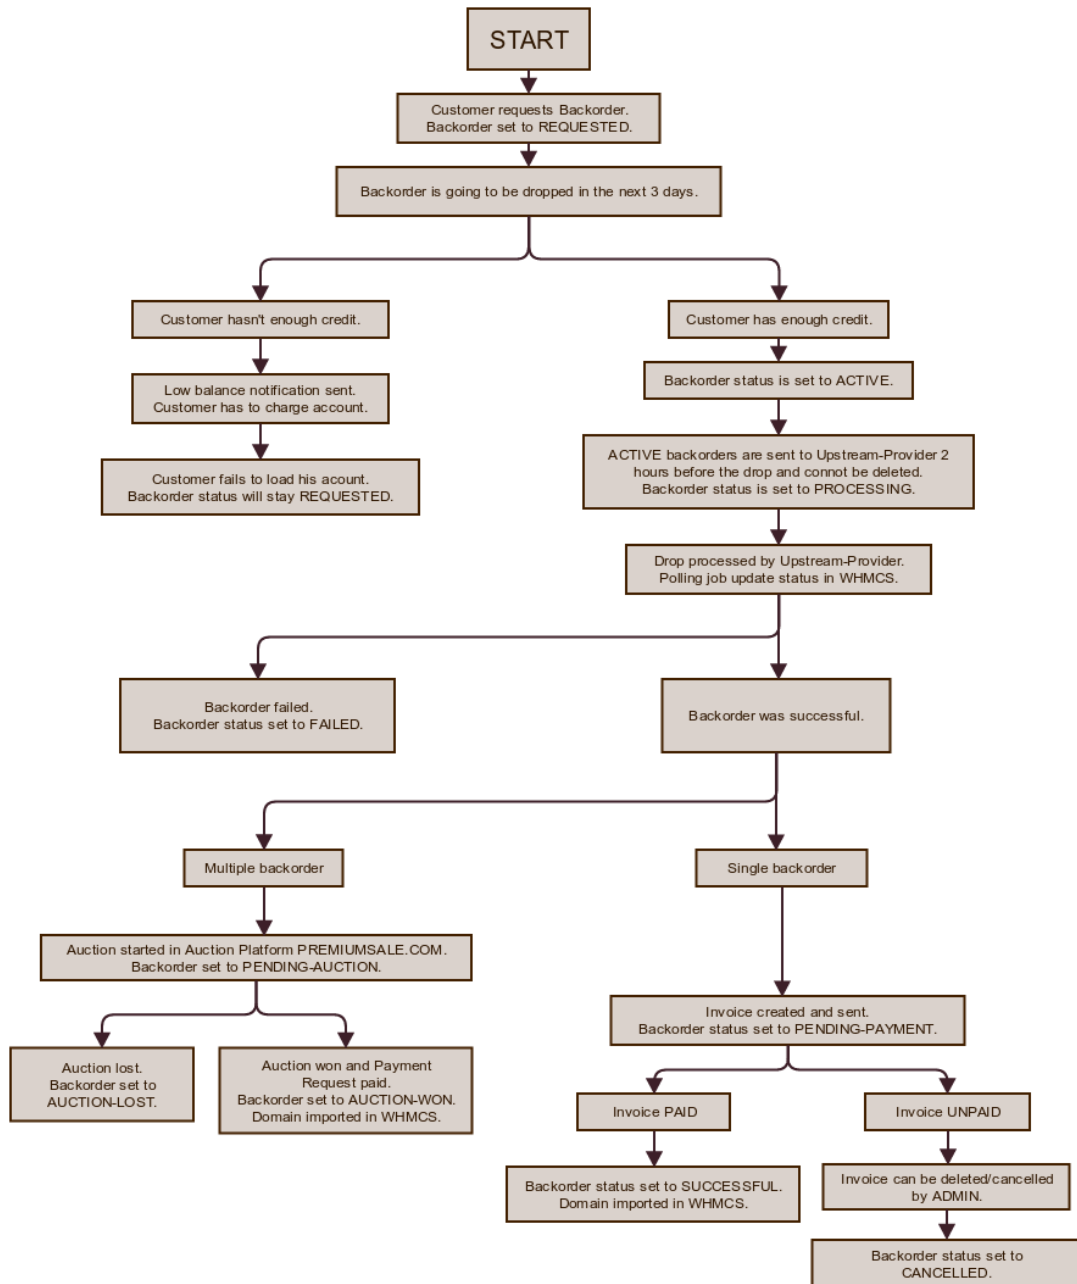 START
Customer requests Backorder.
Backorder set to REQUESTED.
Backorder is going to be dropped in the next 3 days.
Customer hasn't enough credit.
Customer has enough credit.
Low balance notification sent.
Customer has to charge account.
Backorder status is set to ACTIVE.
Customer fails to load his acount.
Backorder status will stay REQUESTED.
ACTIVE backorders are sent to Upstream-Provider 2
hours before the drop and connot be deleted.
Backorder status is set to PROCESSING.
Drop processed by Upstream-Provider.
Polling job update status in WHMCS.
Backorder failed.
Backorder status set to FAILED.
Backorder was successful.
Multiple backorder
Single backorder
Auction started in Auction Platform PREMIUMSALE.COM.
Backorder set to PENDING-AUCTION.
Invoice created and sent.
Backorder status set to PENDING-PAYMENT.
Auction lost.
Backorder set to
AUCTION-LOST.
Auction won and Payment
Request paid.
Backorder set to AUCTION-WON.
Domain imported in WHMCS.
Invoice PAID
Invoice UNPAID
Backorder status set to SUCCESSFUL.
Domain imported in WHMCS.
Invoice can be deleted/cancelled
by ADMIN.
Backorder status set to
CANCELLED.